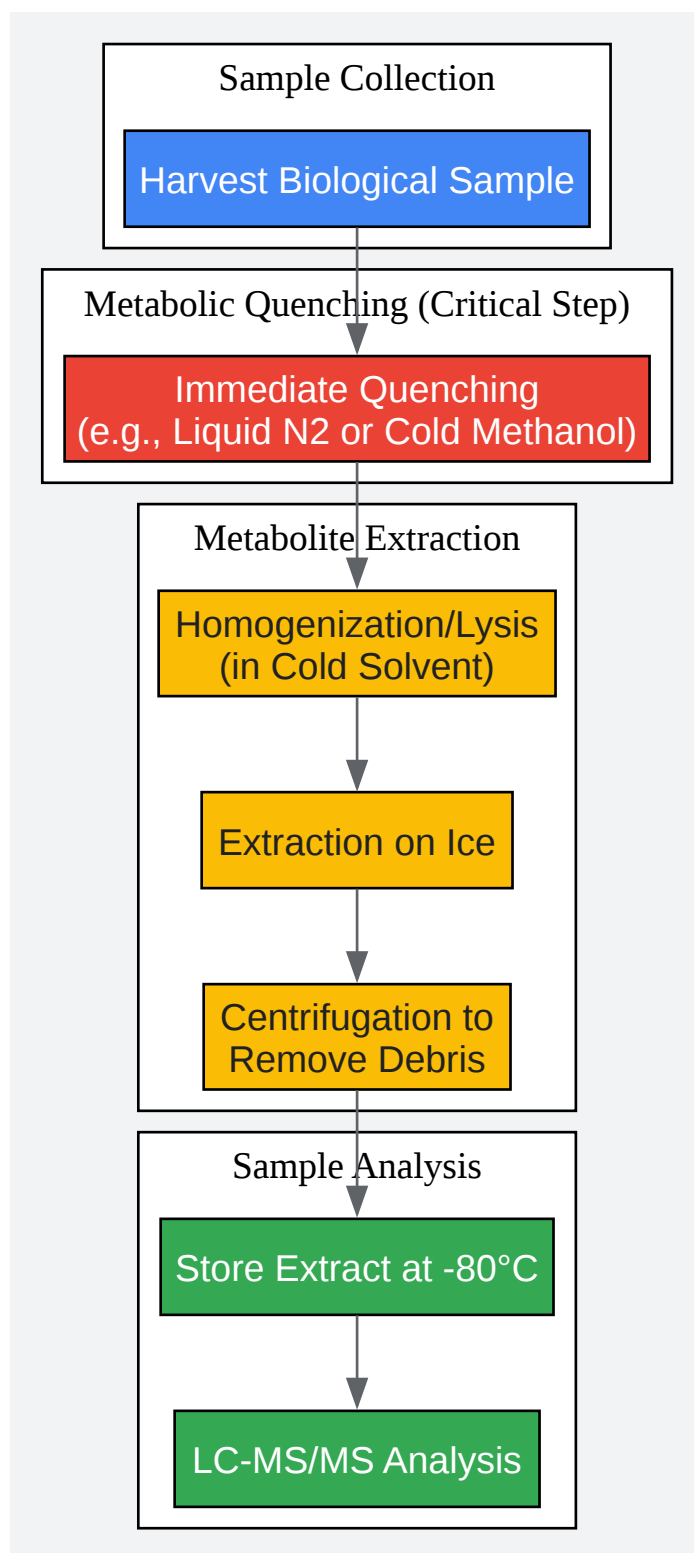 Sample Collection
Harvest Biological Sample
Metabolic Quenching (Critical Step)
Immediate Quenching
(e.g., Liquid N2 or Cold Methanol)
Metabolite Extraction
Homogenization/Lysis
(in Cold Solvent)
Extraction on Ice
Centrifugation to
Remove Debris
Sample Analysis
Store Extract at -80°C
LC-MS/MS Analysis